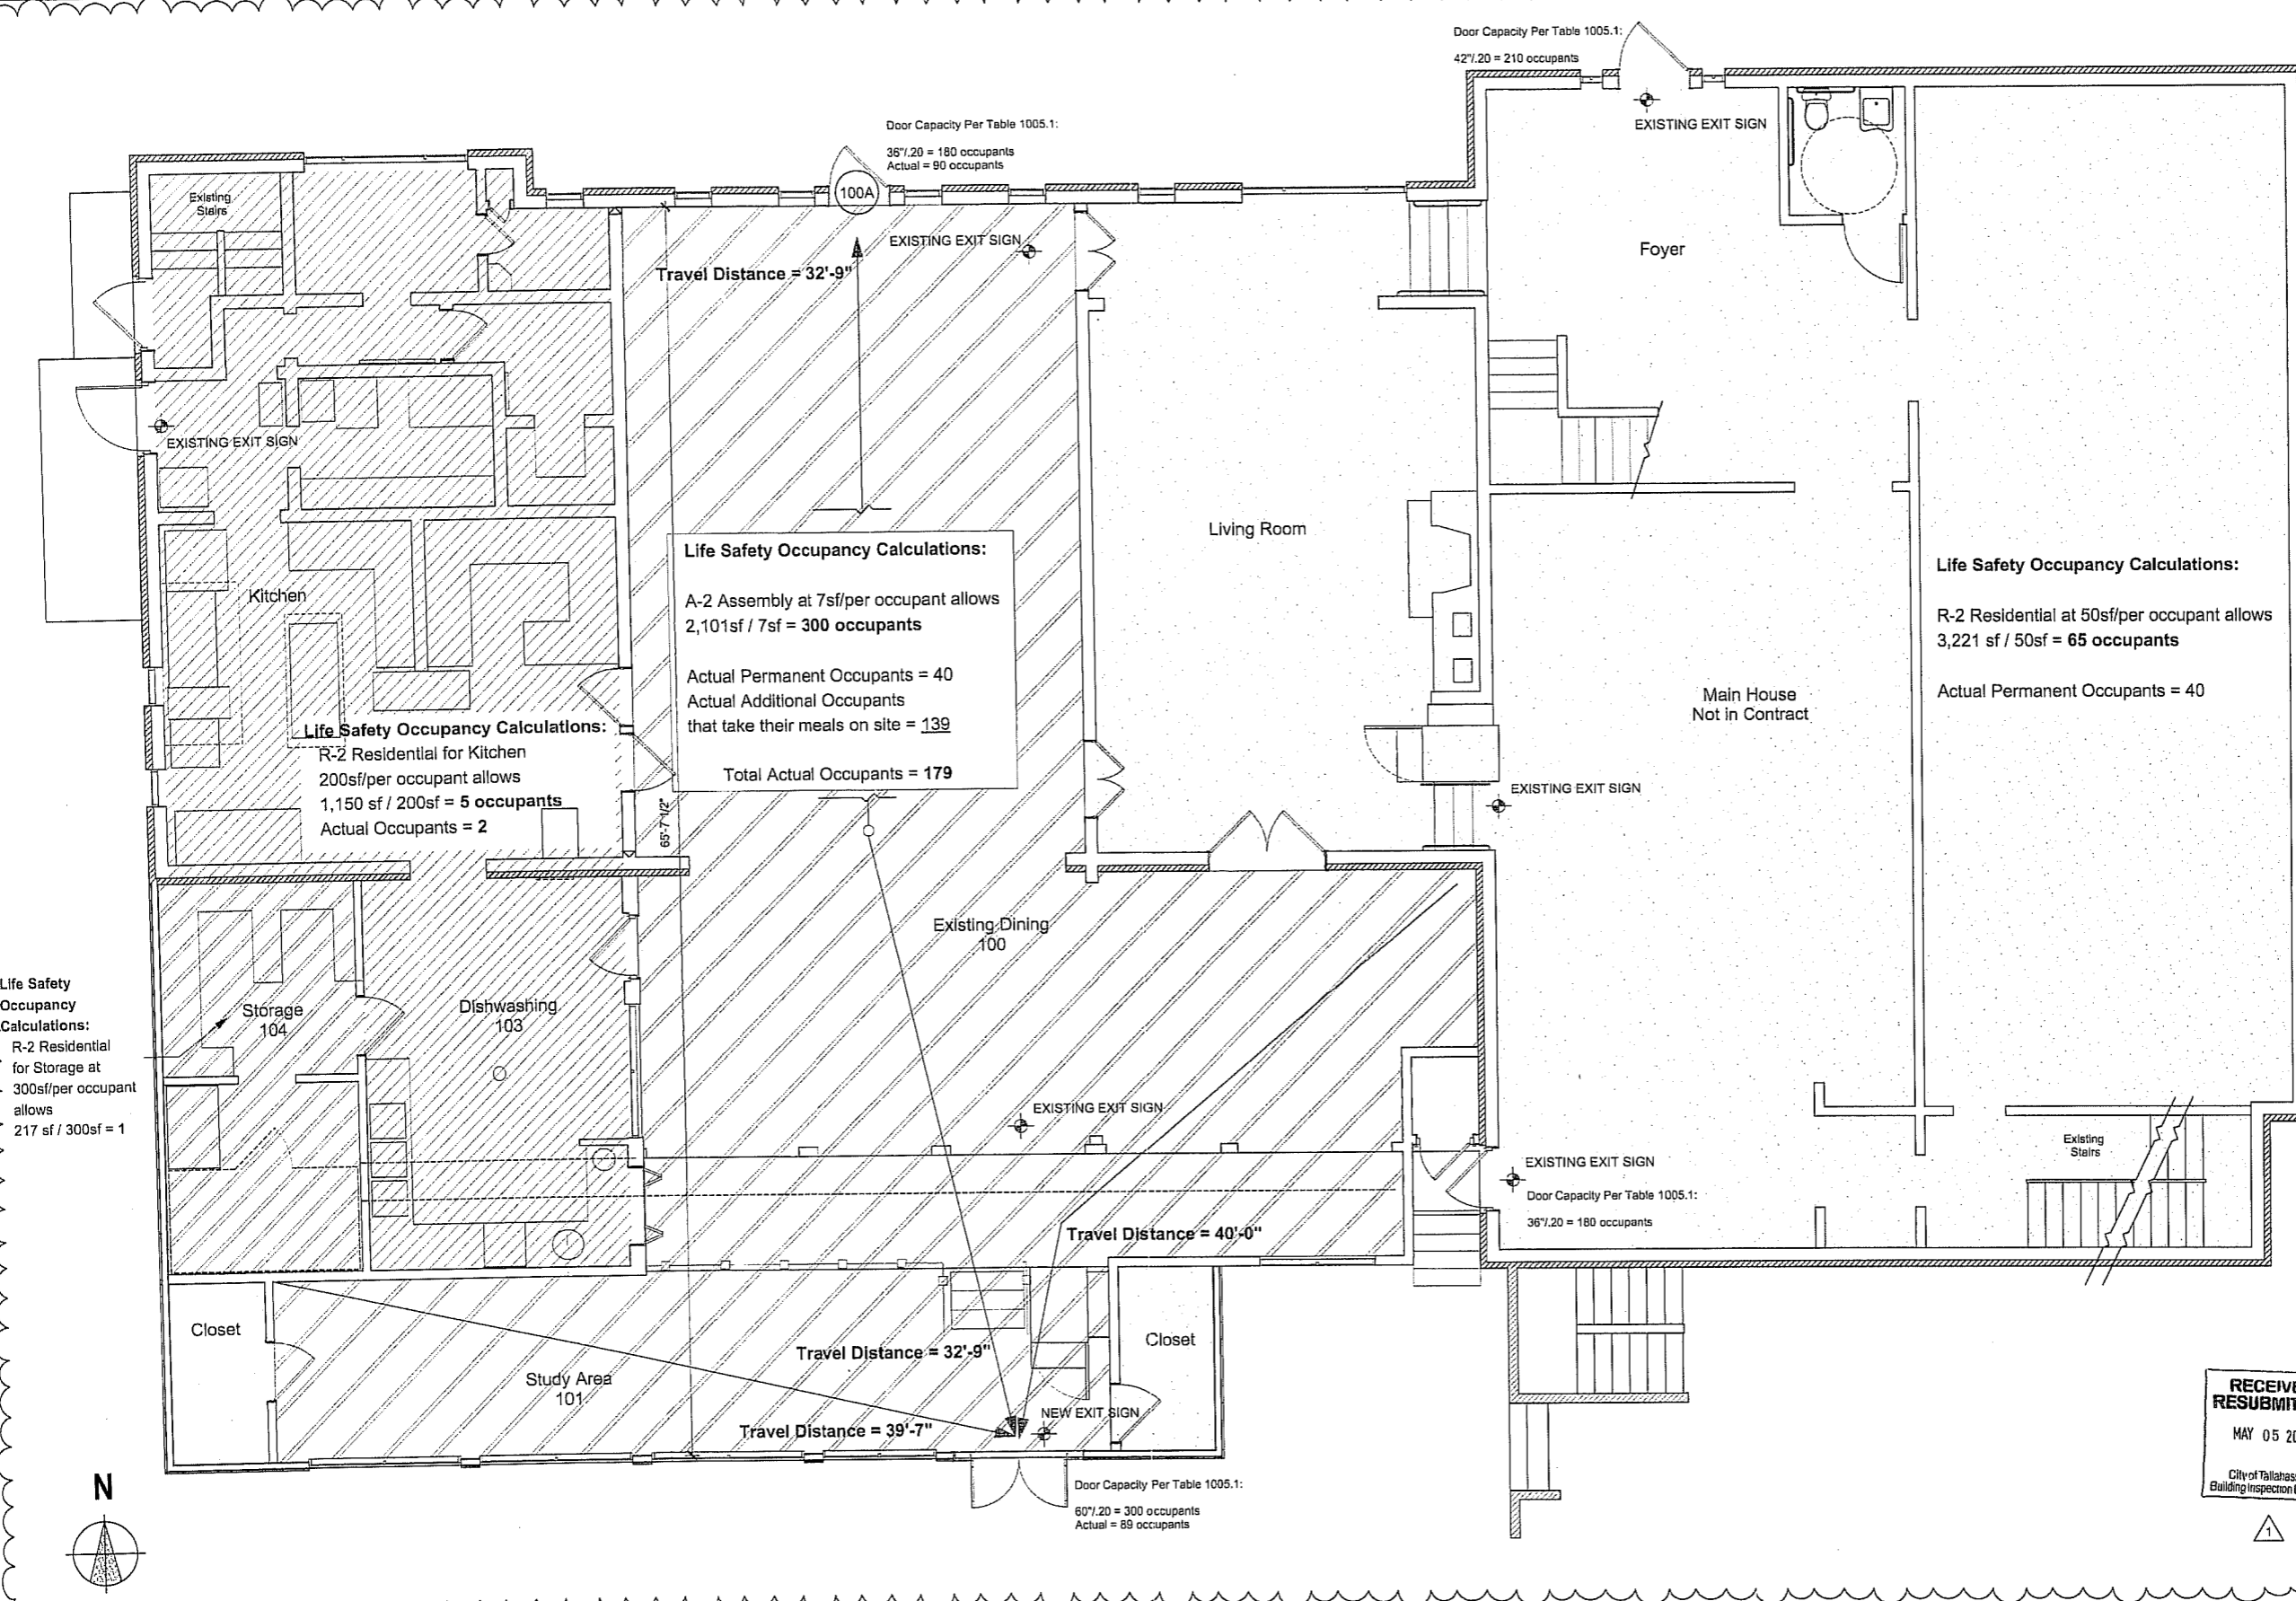 Door Capacity Per Table 1005.1:
42"/.20 = 210 occupants
EXISTING EXIT SIGN
Door Capacity Per Table 1005.1:
36"/.20 = 180 occupants
Actual = 90 occupants
100A
Existing
Stairs
EXISTING EXIT SIGN
Travel Distance = 32'-9"
Foyer
EXISTING EXIT SIGN
Living Room
Life Safety Occupancy Calculations:
A-2 Assembly at 7sf/per occupant allows
2,101sf / 7sf = 300 occupants
Actual Permanent Occupants = 40
Actual Additional Occupants
that take their meals on site = 139
Total Actual Occupants = 179
Life Safety Occupancy Calculations:
R-2 Residential at 50sf/per occupant allows
3,221 sf / 50sf = 65 occupants
Actual Permanent Occupants = 40
Kitchen
Life Safety Occupancy Calculations:
R-2 Residential for Kitchen
200sf/per occupant allows
1,150 sf / 200sf = 5 occupants
Actual Occupants = 2
65'-7 1/2"
Main House
Not in Contract
EXISTING EXIT SIGN
Existing Dining
100
Life Safety
Occupancy
Calculations:
R-2 Residential
for Storage at
300sf/per occupant
allows
217 sf / 300sf = 1
Storage
104
Dishwashing
103
EXISTING EXIT SIGN
EXISTING EXIT SIGN
Door Capacity Per Table 1005.1:
36"/.20 = 180 occupants
Existing
Stairs
Travel Distance = 40'-0"
Closet
Travel Distance = 32'-9"
Closet
Study Area
101
NEW EXIT SIGN
Travel Distance = 39'-7"
Door Capacity Per Table 1005.1:
60"/.20 = 300 occupants
Actual = 89 occupants
N
RECEIVE
RESUBMIT
MAY 05 20
City of Tallahas
Building Inspection
1